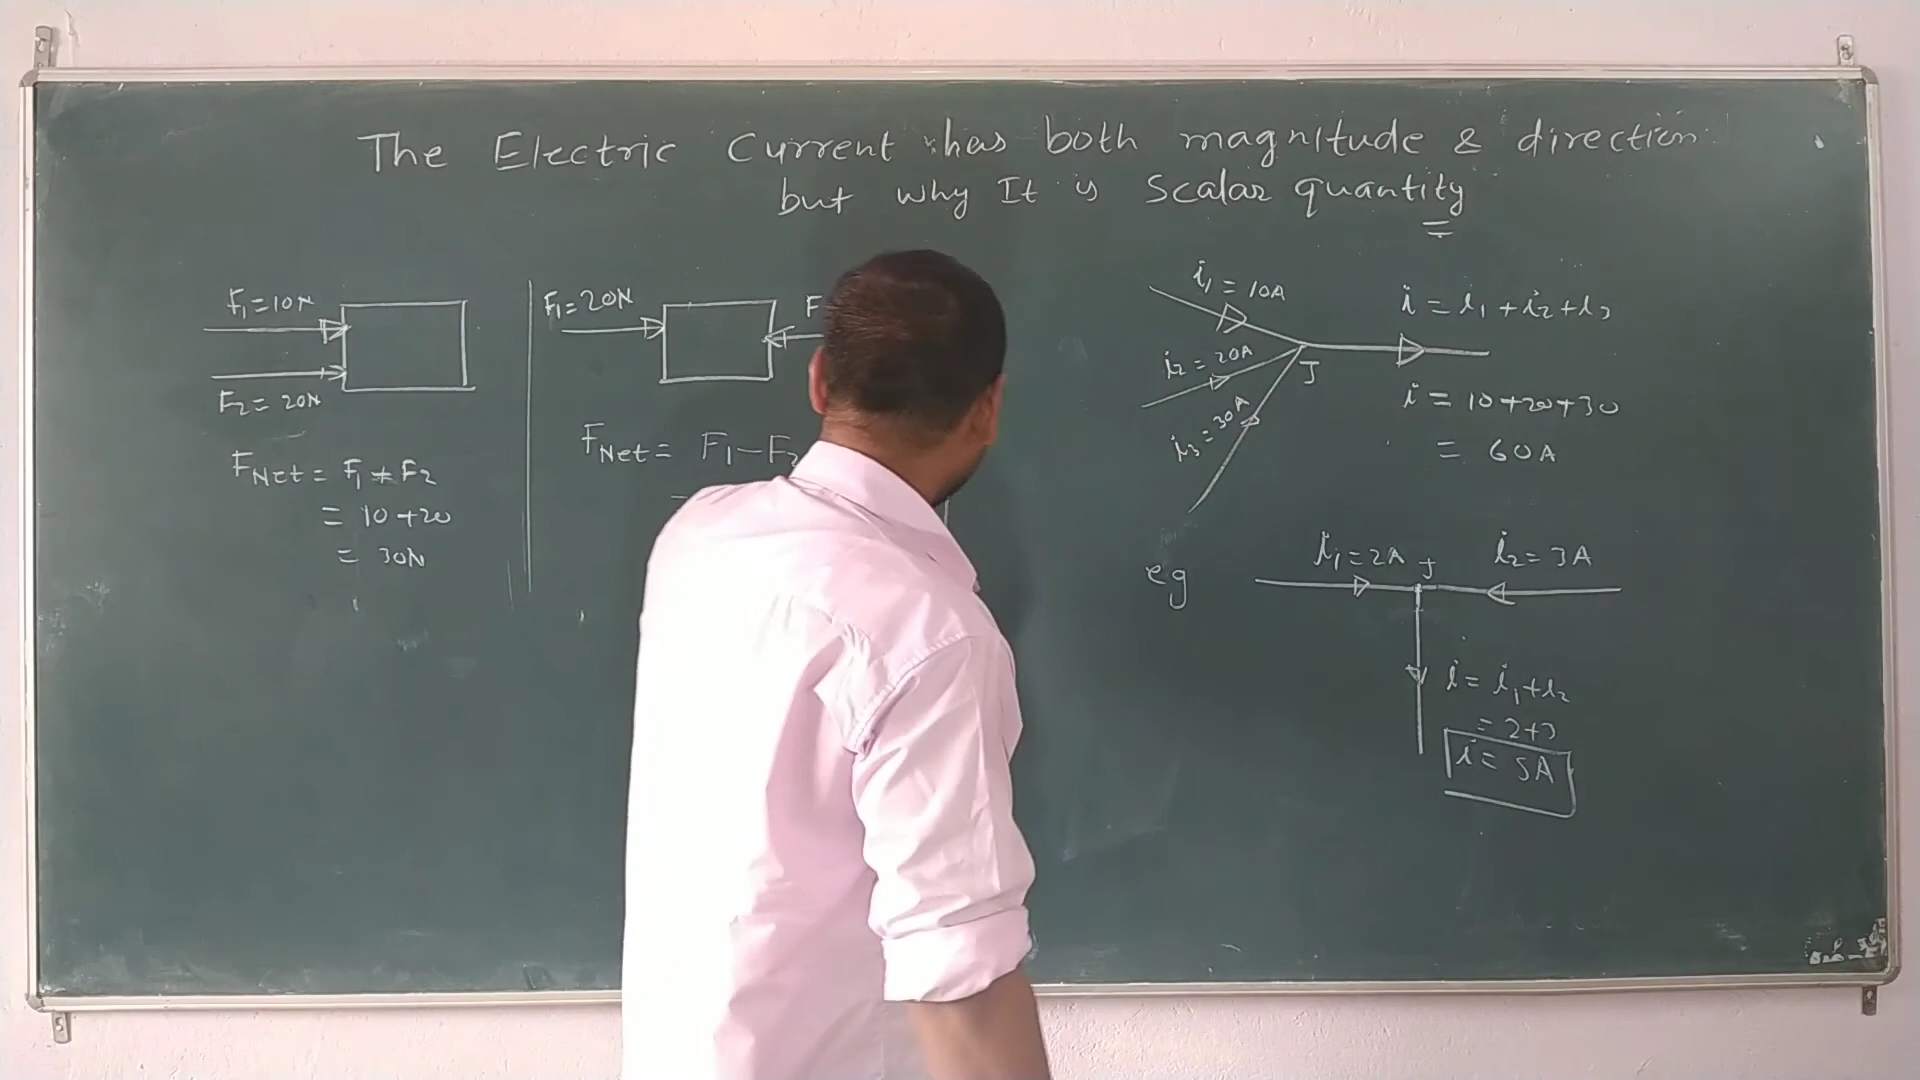 The Electric Current has both magnitude & direction
but why It is Scalar quantity
F1=10N
F2= 20N
FNet = F1+F2
= 10+20
= 30N
F1=20N
F
FNet = F1-F2
i1 = 10A
i2 = 20A
i3 = 30A
J
i = i1+i2+i3
i = 10+20+30
= 60A
eg
i1=2A
J
i2=3A
i= i1+i2
= 2+3
i= 5A